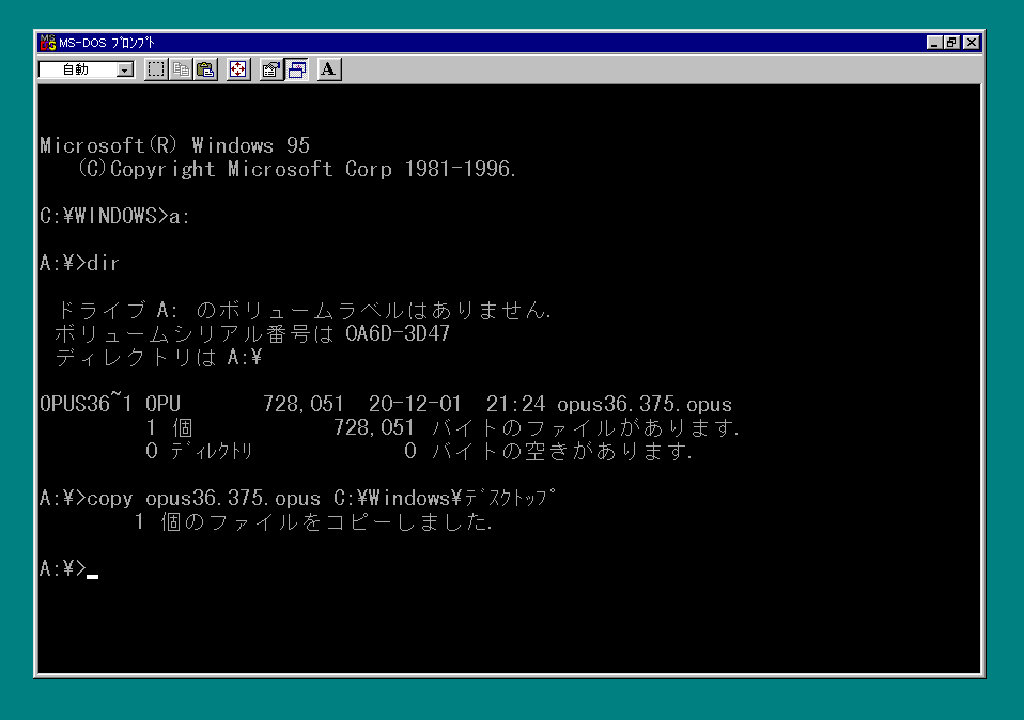 MS-DOS ﾌﾟﾛﾝﾌﾟﾄ
自動
A
Microsoft(R) Windows 95
(C)Copyright Microsoft Corp 1981-1996.
C:¥WINDOWS>a:
A:¥>dir
ドライブ A: のボリュームラベルはありません.
ボリュームシリアル番号は 0A6D-3D47
ディレクトリは A:¥
OPUS36~1 OPU 728,051 20-12-01 21:24 opus36.375.opus
1 個 728,051 バイトのファイルがあります.
0 ﾃﾞｨﾚｸﾄﾘ 0 バイトの空きがあります.
A:¥>copy opus36.375.opus C:¥Windows¥ﾃﾞｽｸﾄｯﾌﾟ
1 個のファイルをコピーしました.
A:¥>